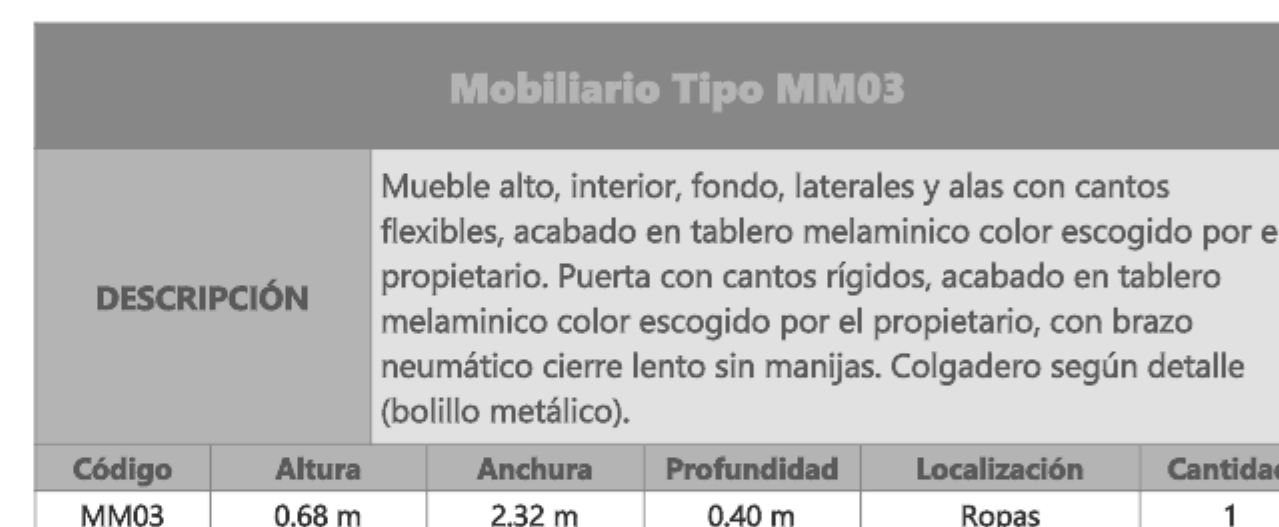 Mobiliario Tipo MM03
DESCRIPCIÓN
Mueble alto, interior, fondo, laterales y alas con cantos
flexibles, acabado en tablero melaminico color escogido por e
propietario. Puerta con cantos rígidos, acabado en tablero
melaminico color escogido por el propietario, con brazo
neumático cierre lento sin manijas. Colgadero según detalle
(bolillo metálico).
Código Altura Anchura Profundidad Localización Cantidad
MM03 0,68 m 2,32 m 0,40 m Ropas 1